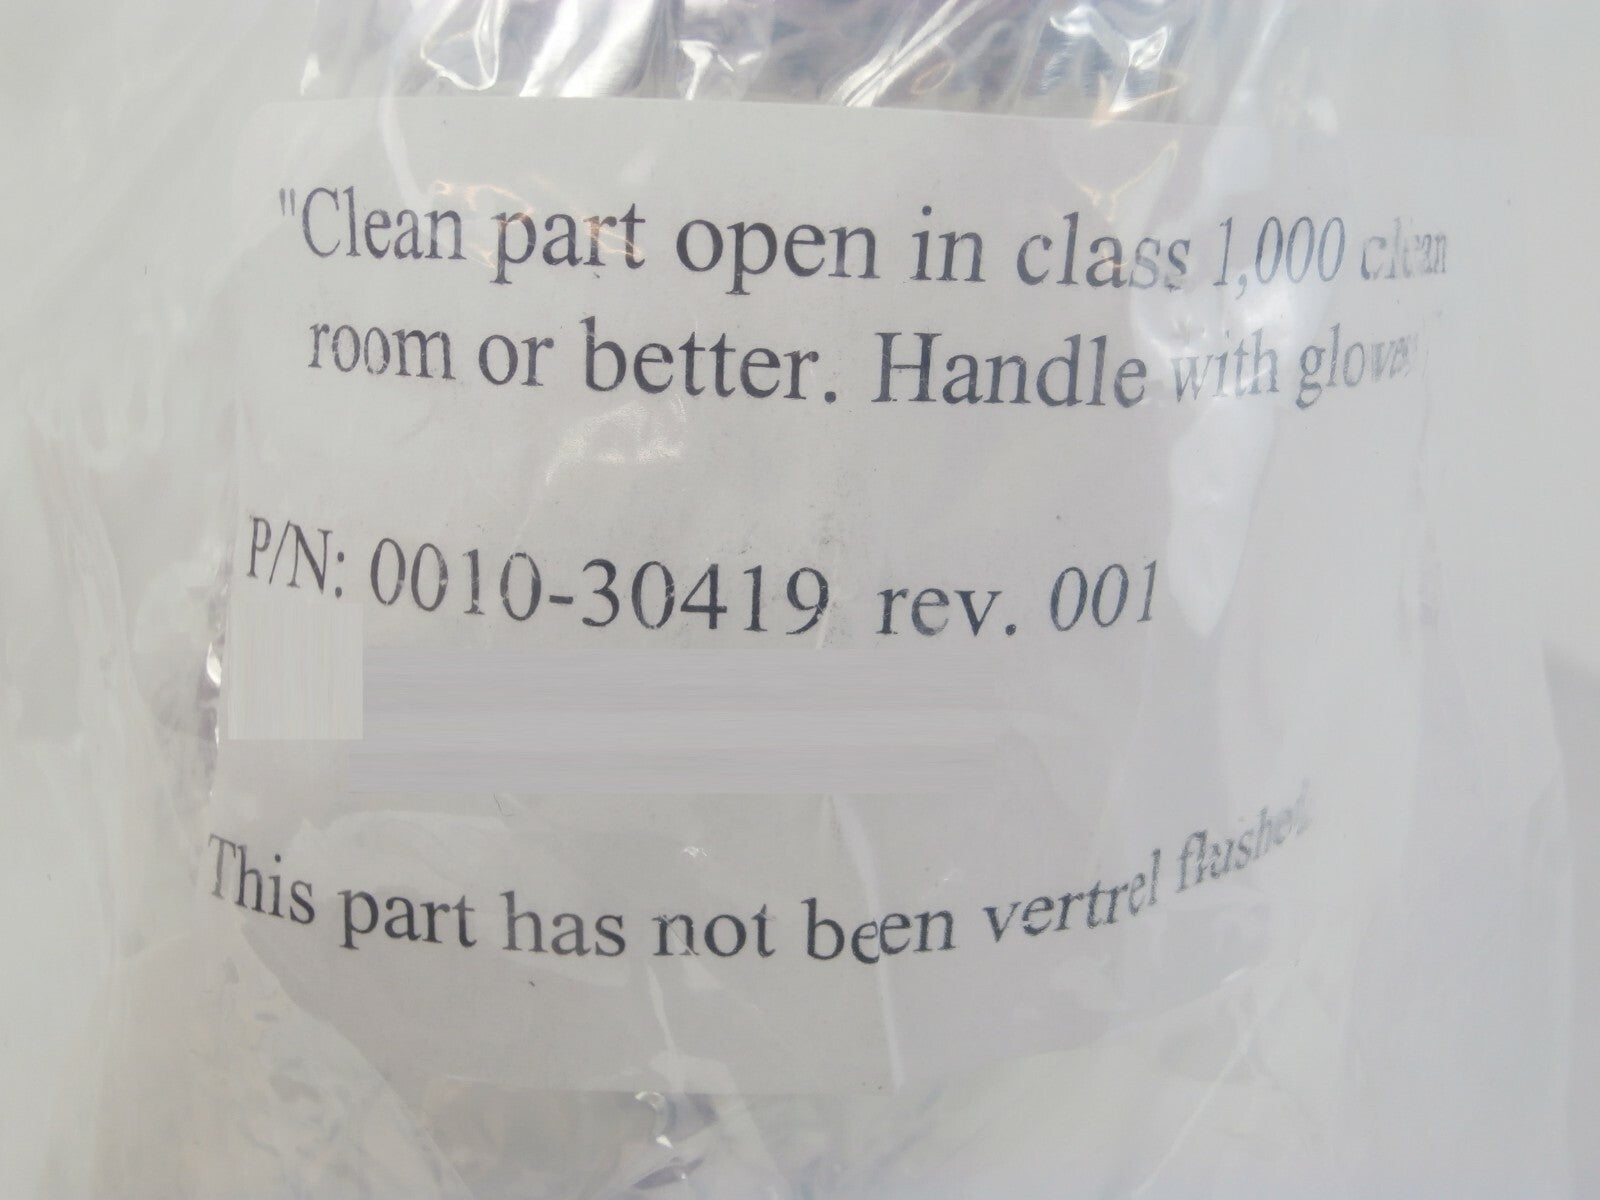 "Clean part open in class 1,000 clean
room or better. Handle with gloves
P/N: 0010-30419 rev. 001
This part has not been vertrel flushed